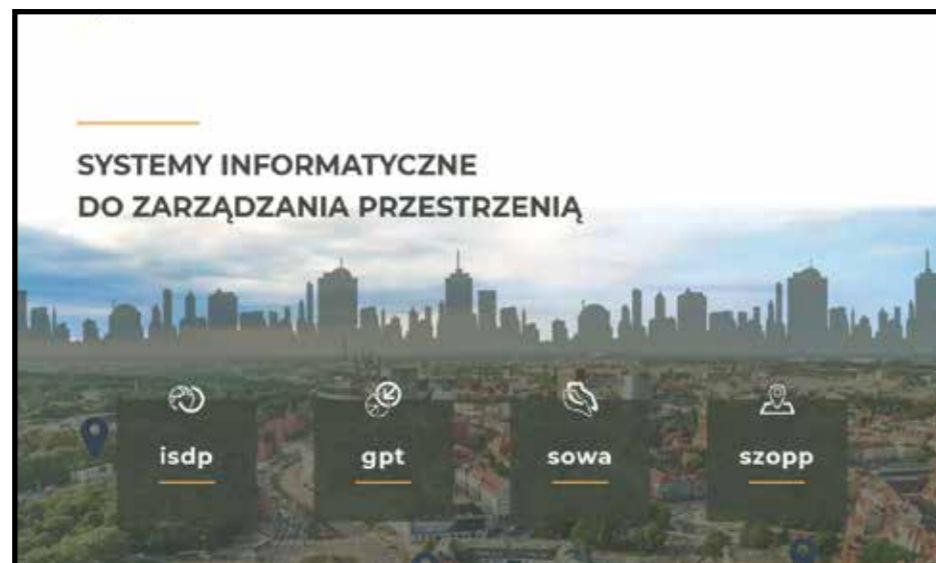 SYSTEMY INFORMATYCZNE
DO ZARZĄDZANIA PRZESTRZENIĄ
isdp
gpt
sowa
szopp